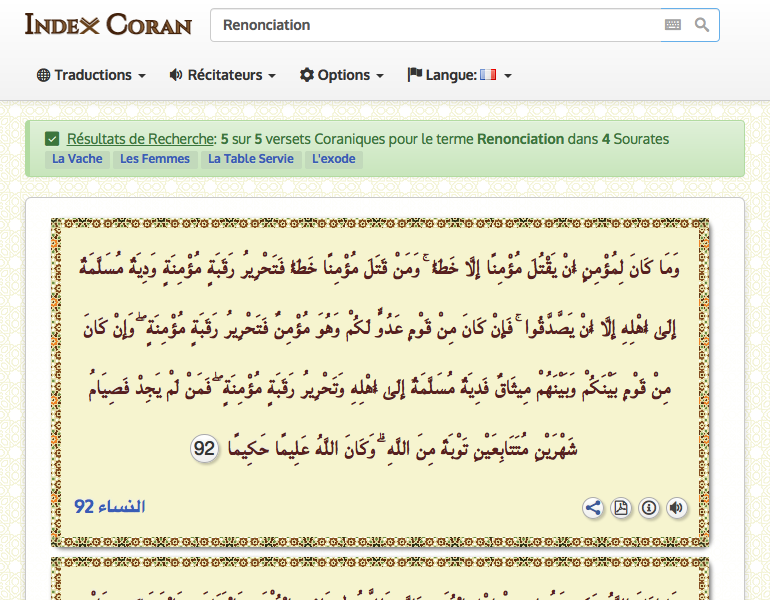 INDEX CORAN
Renonciation
Traductions
Récitateurs
Options
Langue:
Résultats de Recherche: 5 sur 5 versets Coraniques pour le terme Renonciation dans 4 Sourates
La Vache Les Femmes La Table Servie L'exode
وَمَا كَانَ لِمُؤْمِنٍ أَنْ يَقْتُلَ مُؤْمِنًا إِلَّا خَطَأً ۚ وَمَنْ قَتَلَ مُؤْمِنًا خَطَأً فَتَحْرِيرُ رَقَبَةٍ مُؤْمِنَةٍ وَدِيَةٌ مُسَلَّمَةٌ
إِلَىٰ أَهْلِهِ إِلَّا أَنْ يَصَّدَّقُوا ۚ فَإِنْ كَانَ مِنْ قَوْمٍ عَدُوٍّ لَكُمْ وَهُوَ مُؤْمِنٌ فَتَحْرِيرُ رَقَبَةٍ مُؤْمِنَةٍ ۖ وَإِنْ كَانَ
مِنْ قَوْمٍ بَيْنَكُمْ وَبَيْنَهُمْ مِيثَاقٌ فَدِيَةٌ مُسَلَّمَةٌ إِلَىٰ أَهْلِهِ وَتَحْرِيرُ رَقَبَةٍ مُؤْمِنَةٍ ۖ فَمَنْ لَمْ يَجِدْ فَصِيَامُ
شَهْرَيْنِ مُتَتَابِعَيْنِ تَوْبَةً مِنَ اللَّهِ ۗ وَكَانَ اللَّهُ عَلِيمًا حَكِيمًا 92
النساء 92